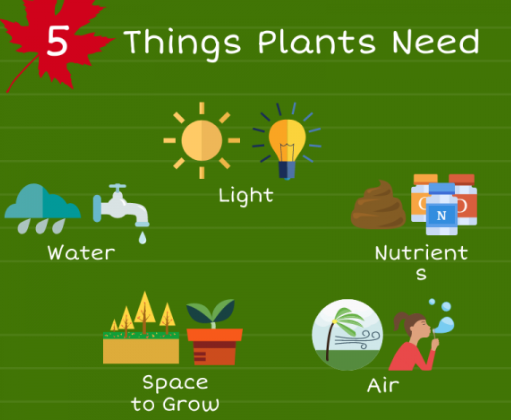 5 Things Plants Need
Light
Water
N
Nutrient
s
Space
to Grow
Air